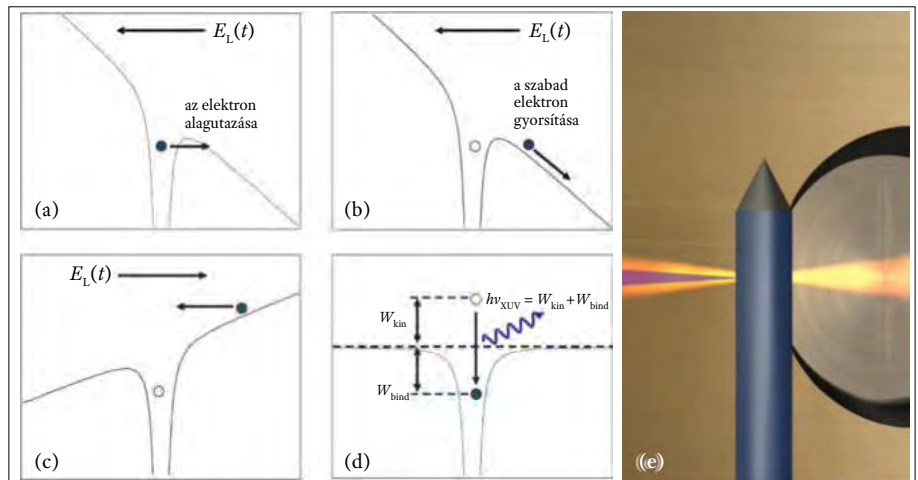 E_L(t)
az elektron
alagutazása
(a)
E_L(t)
a szabad
elektron
gyorsítása
(b)
E_L(t)
(c)
hν_XUV = W_kin + W_bind
W_kin
W_bind
(d)
(e)